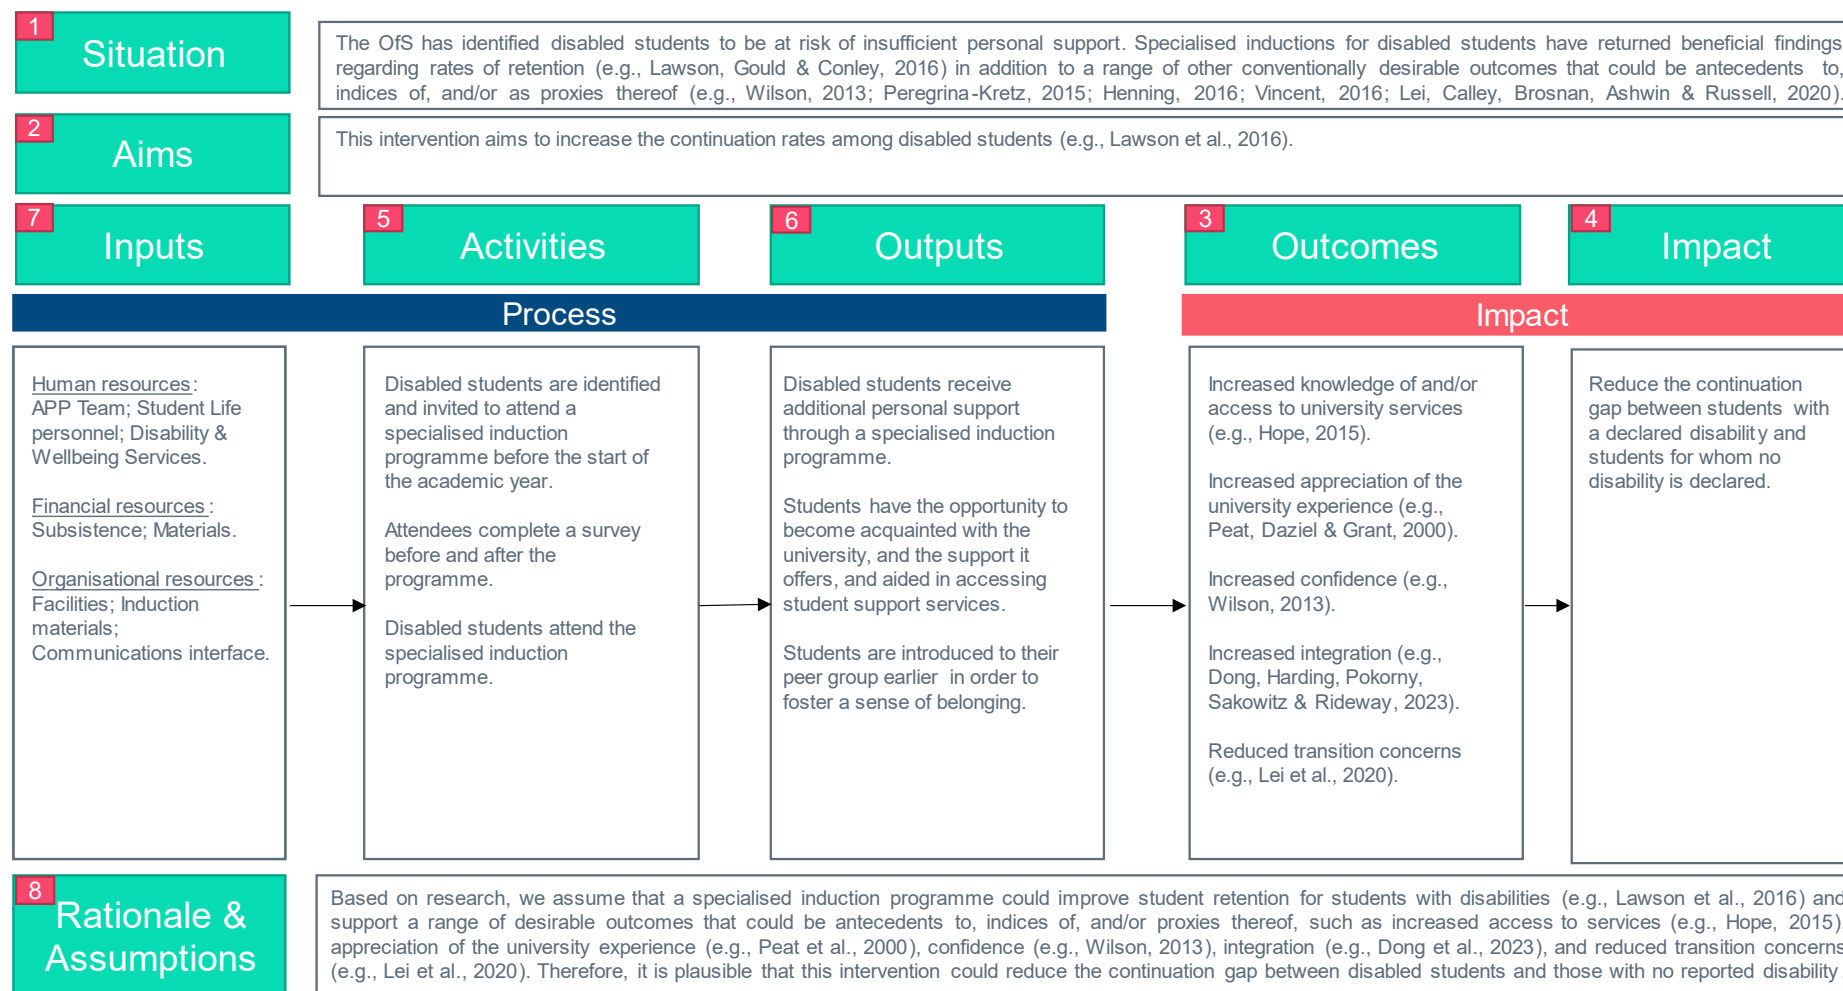 1
Situation
The OfS has identified disabled students to be at risk of insufficient personal support. Specialised inductions for disabled students have returned beneficial findings
regarding rates of retention (e.g., Lawson, Gould & Conley, 2016) in addition to a range of other conventionally desirable outcomes that could be antecedents to,
indices of, and/or as proxies thereof (e.g., Wilson, 2013; Peregrina-Kretz, 2015; Henning, 2016; Vincent, 2016; Lei, Calley, Brosnan, Ashwin & Russell, 2020).
2
Aims
This intervention aims to increase the continuation rates among disabled students (e.g., Lawson et al., 2016).
7
Inputs
5
Activities
6
Outputs
3
Outcomes
4
Impact
Process
Impact
Human resources:
APP Team; Student Life
personnel; Disability &
Wellbeing Services.
Financial resources:
Subsistence; Materials.
Organisational resources:
Facilities; Induction
materials;
Communications interface.
Disabled students are identified
and invited to attend a
specialised induction
programme before the start of
the academic year.
Attendees complete a survey
before and after the
programme.
Disabled students attend the
specialised induction
programme.
Disabled students receive
additional personal support
through a specialised induction
programme.
Students have the opportunity to
become acquainted with the
university, and the support it
offers, and aided in accessing
student support services.
Students are introduced to their
peer group earlier in order to
foster a sense of belonging.
Increased knowledge of and/or
access to university services
(e.g., Hope, 2015).
Increased appreciation of the
university experience (e.g.,
Peat, Daziel & Grant, 2000).
Increased confidence (e.g.,
Wilson, 2013).
Increased integration (e.g.,
Dong, Harding, Pokorny,
Sakowitz & Rideway, 2023).
Reduced transition concerns
(e.g., Lei et al., 2020).
Reduce the continuation
gap between students with
a declared disability and
students for whom no
disability is declared.
8
Rationale &
Assumptions
Based on research, we assume that a specialised induction programme could improve student retention for students with disabilities (e.g., Lawson et al., 2016) and
support a range of desirable outcomes that could be antecedents to, indices of, and/or proxies thereof, such as increased access to services (e.g., Hope, 2015),
appreciation of the university experience (e.g., Peat et al., 2000), confidence (e.g., Wilson, 2013), integration (e.g., Dong et al., 2023), and reduced transition concerns
(e.g., Lei et al., 2020). Therefore, it is plausible that this intervention could reduce the continuation gap between disabled students and those with no reported disability.